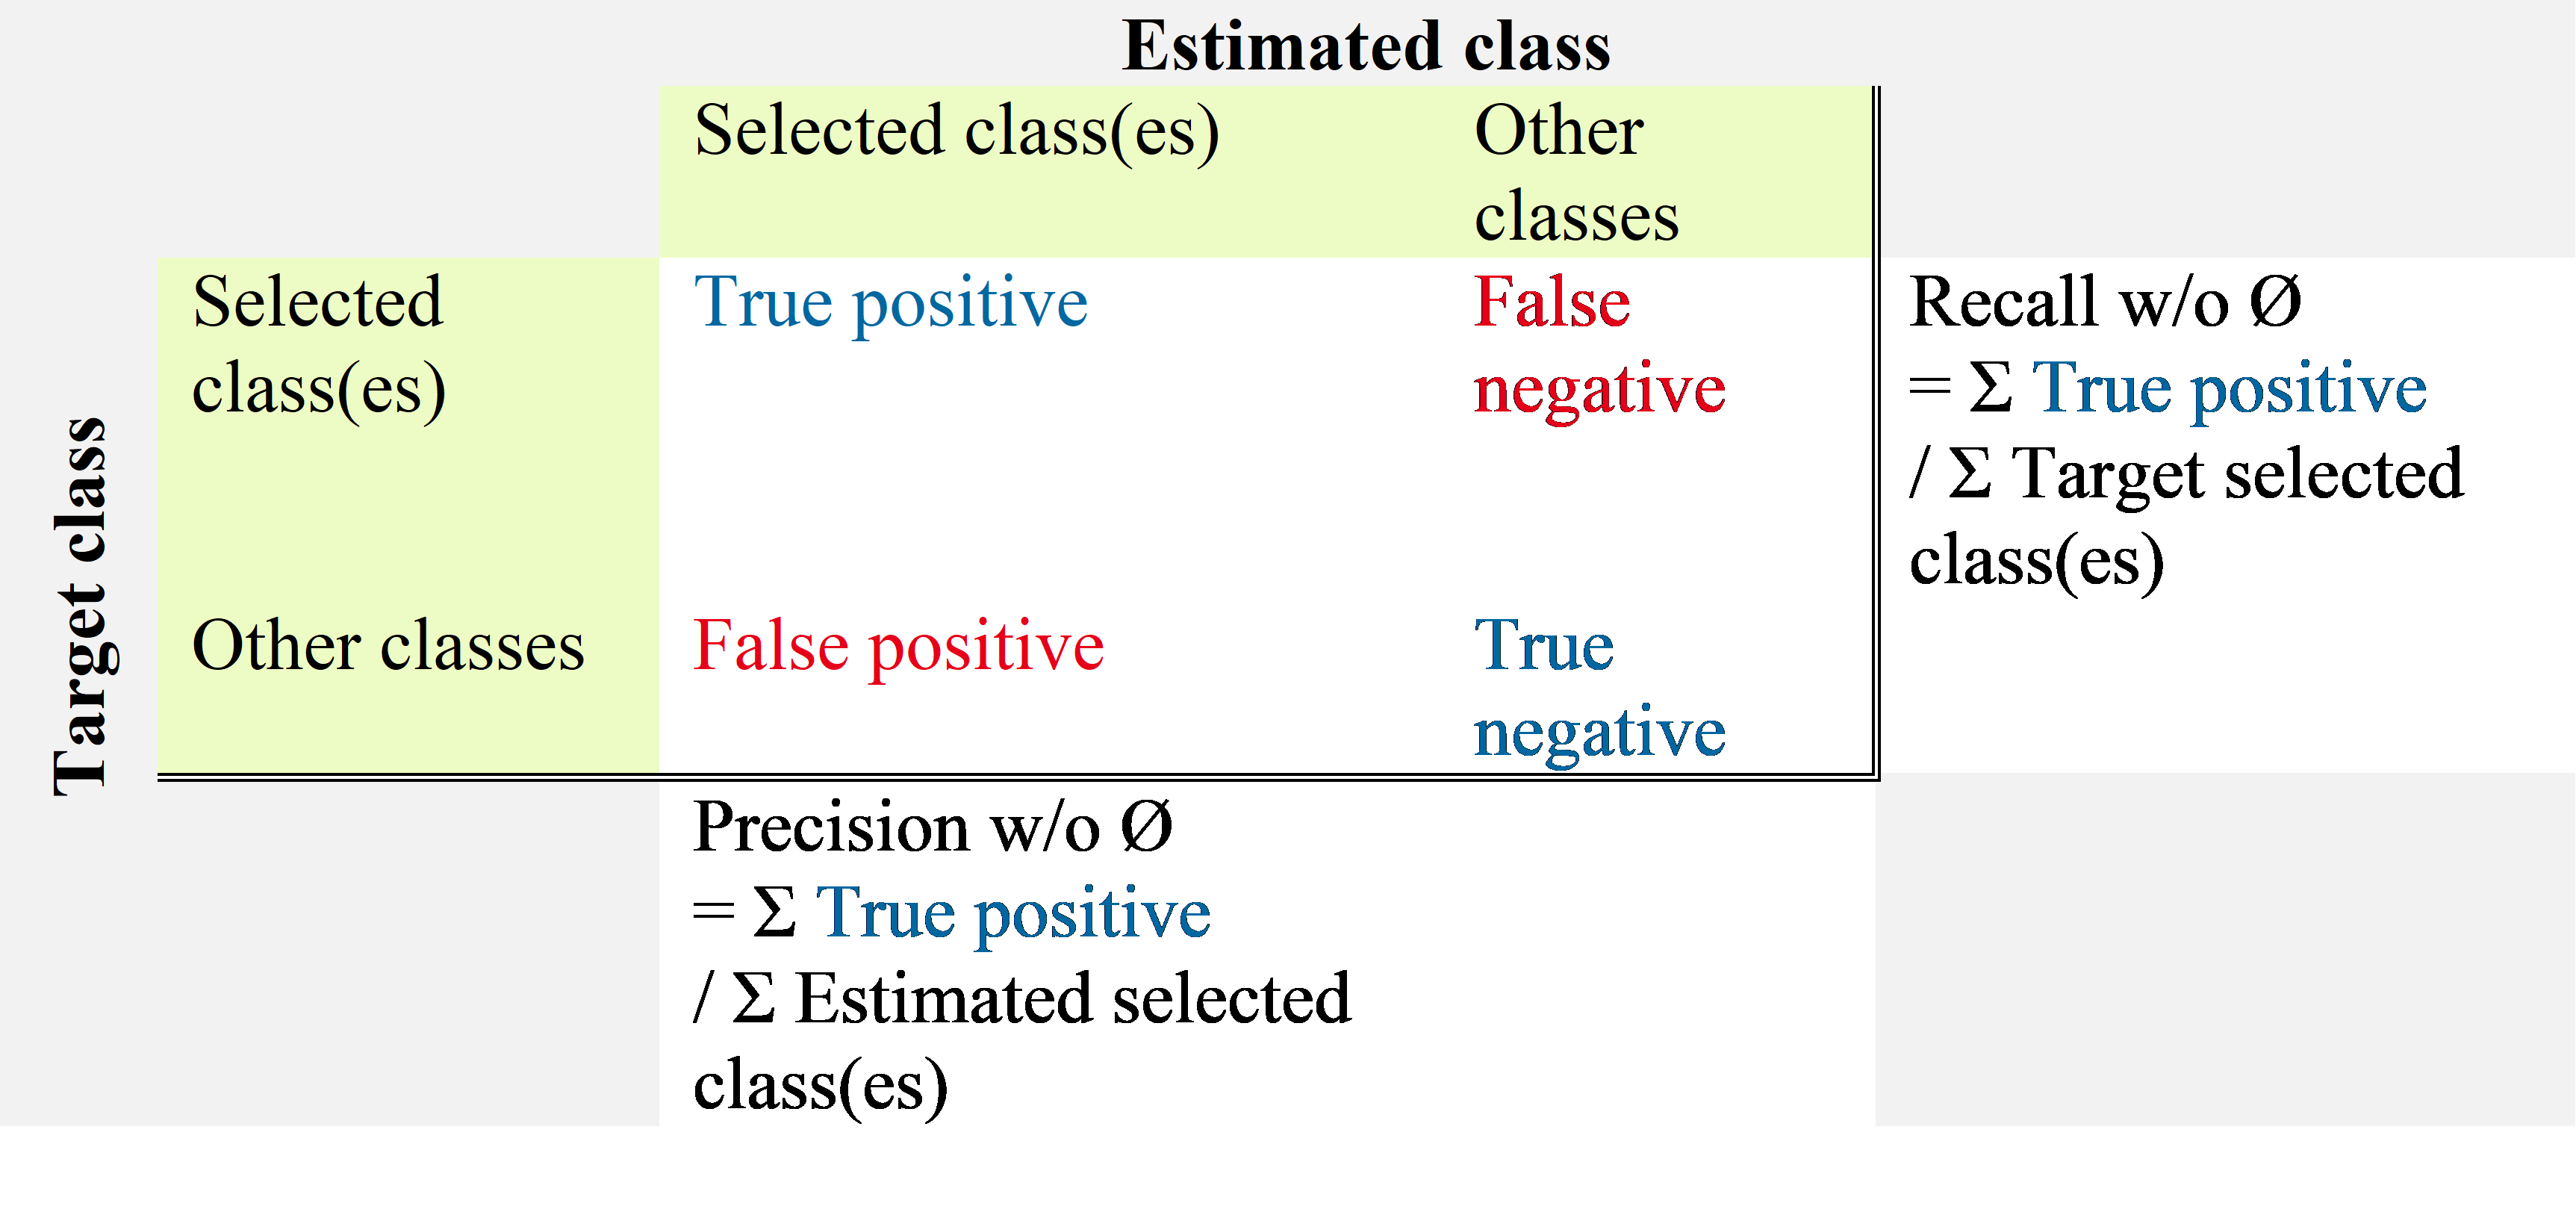 Estimated class
Selected class(es)
Other
classes
Target class
Selected
class(es)
True positive
False
negative
Recall w/o Ø
= Σ True positive
/ Σ Target selected
class(es)
Other classes
False positive
True
negative
Precision w/o Ø
= Σ True positive
/ Σ Estimated selected
class(es)